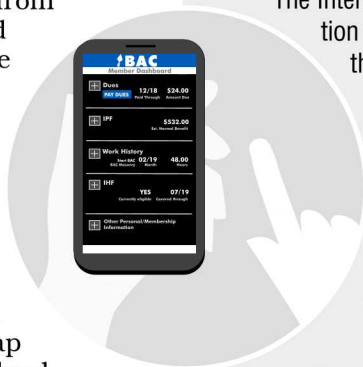 from
The Inter
tion
th
BAC
Member Dashboard
Dues
PAY DUES
12/18
$24.00
Paid Through
Amount Due
IPF
$532.00
Est. Normal Benefit
Work History
Start BAC
02/19
48.00
BAC Masonry
Month
Hours
IHF
YES
07/19
Currently eligible
Covered through
Other Personal/Membership
Information
ap